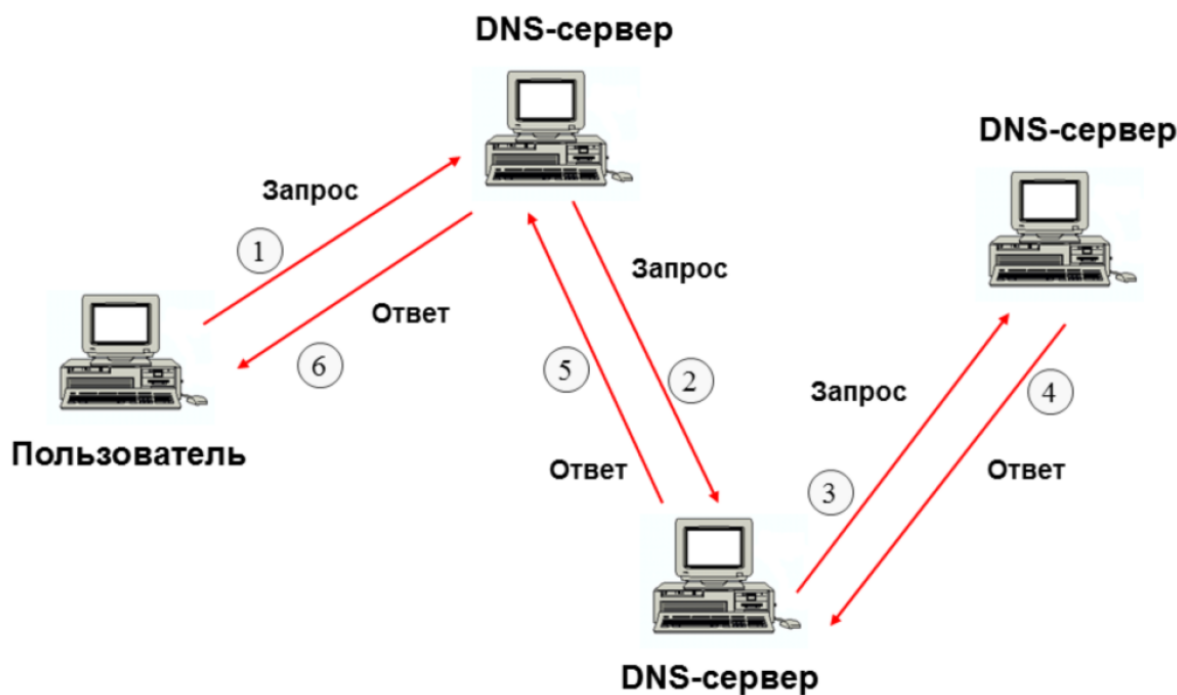 DNS-сервер
DNS-сервер
Запрос
1
Запрос
Ответ
6
5
2
Запрос
4
Пользователь
Ответ
Ответ
3
DNS-сервер